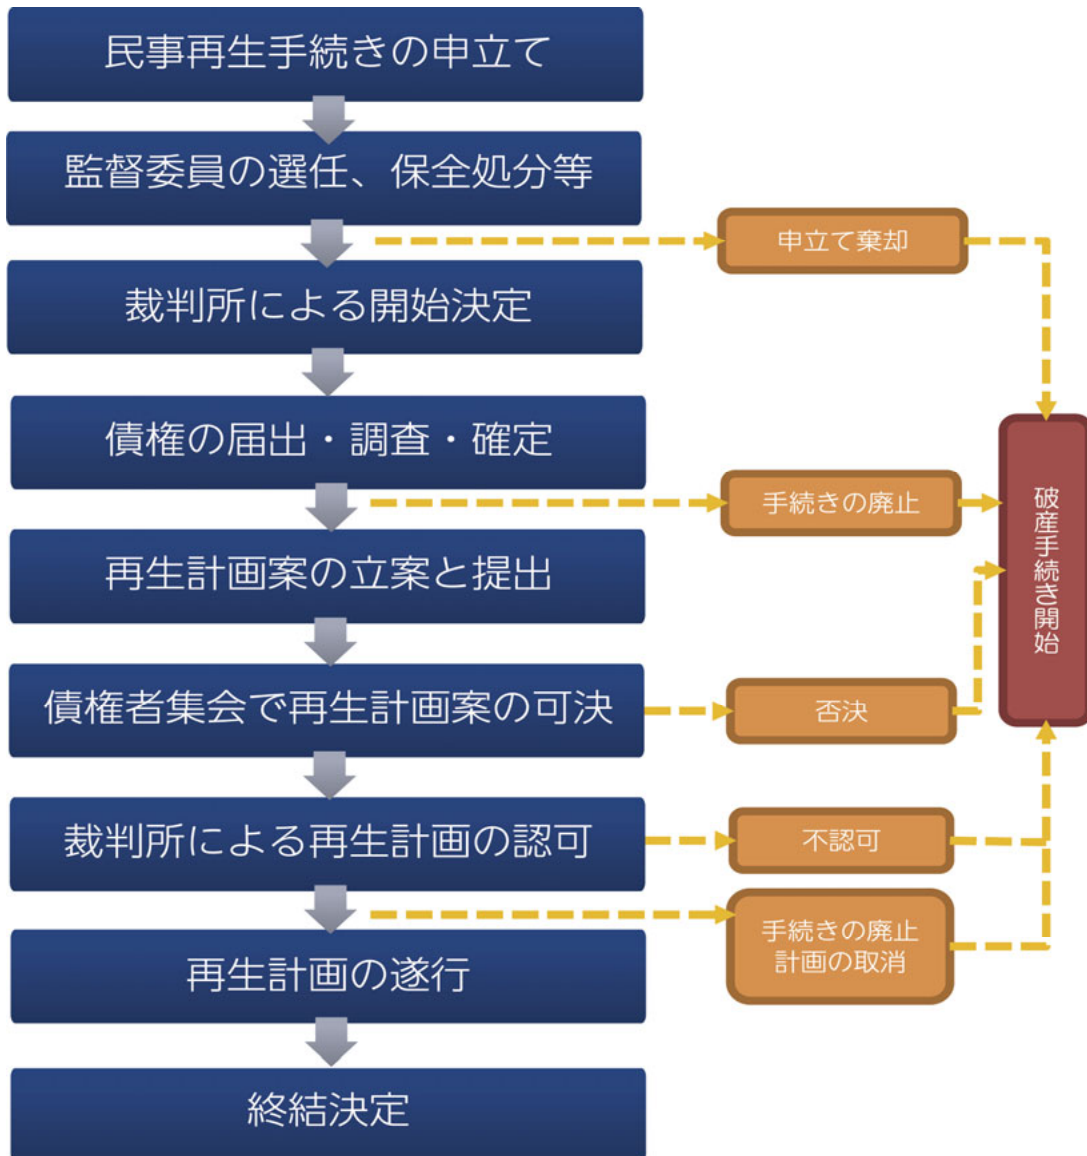 民事再生手続きの申立て
監督委員の選任、保全処分等
申立て棄却
裁判所による開始決定
債権の届出・調査・確定
手続きの廃止
破産手続き開始
再生計画案の立案と提出
債権者集会で再生計画案の可決
否決
裁判所による再生計画の認可
不認可
手続きの廃止
計画の取消
再生計画の遂行
終結決定